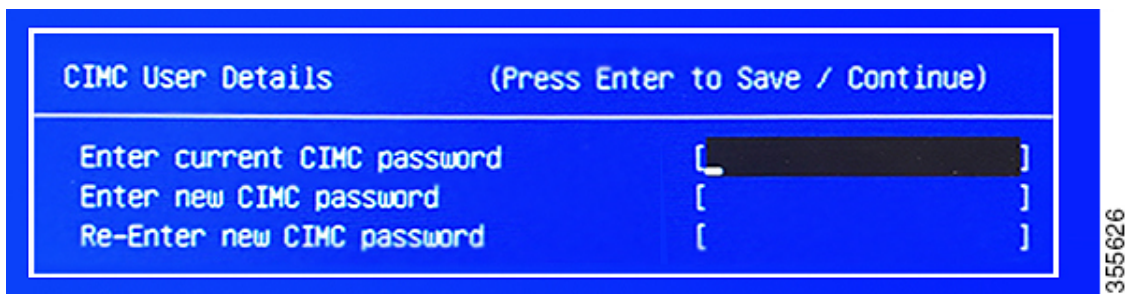 CIMC User Details (Press Enter to Save / Continue)
Enter current CIMC password [_ ]
Enter new CIMC password [ ]
Re-Enter new CIMC password [ ]
355626